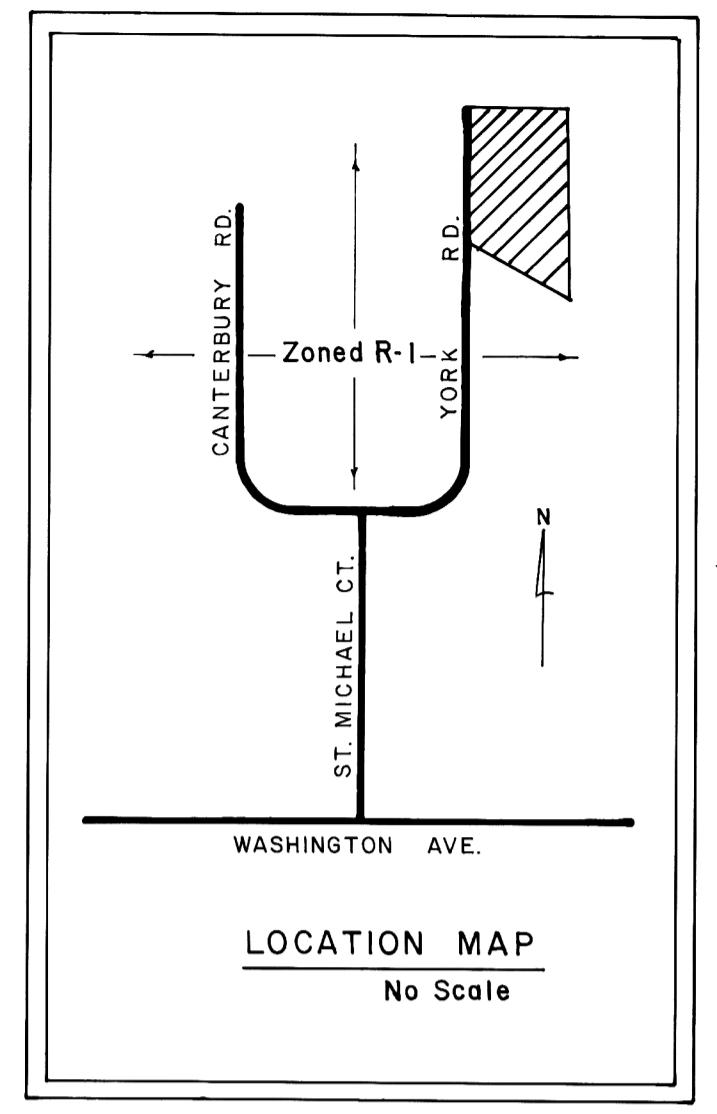 CANTERBURY RD.
YORK RD.
Zoned R-1
N
ST. MICHAEL CT.
WASHINGTON AVE.
LOCATION MAP
No Scale